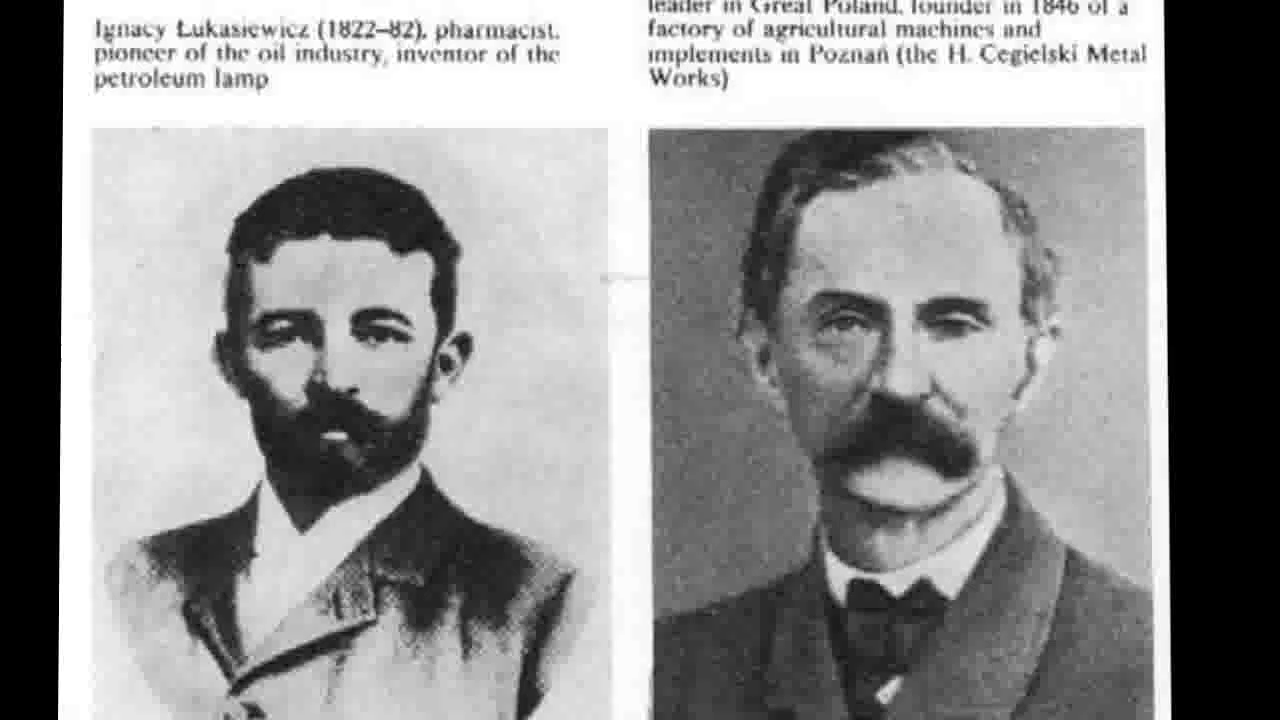 Ignacy Łukasiewicz (1822–82), pharmacist,
pioneer of the oil industry, inventor of the
petroleum lamp
leader in Great Poland, founder in 1846 of a
factory of agricultural machines and
implements in Poznań (the H. Cegielski Metal
Works)